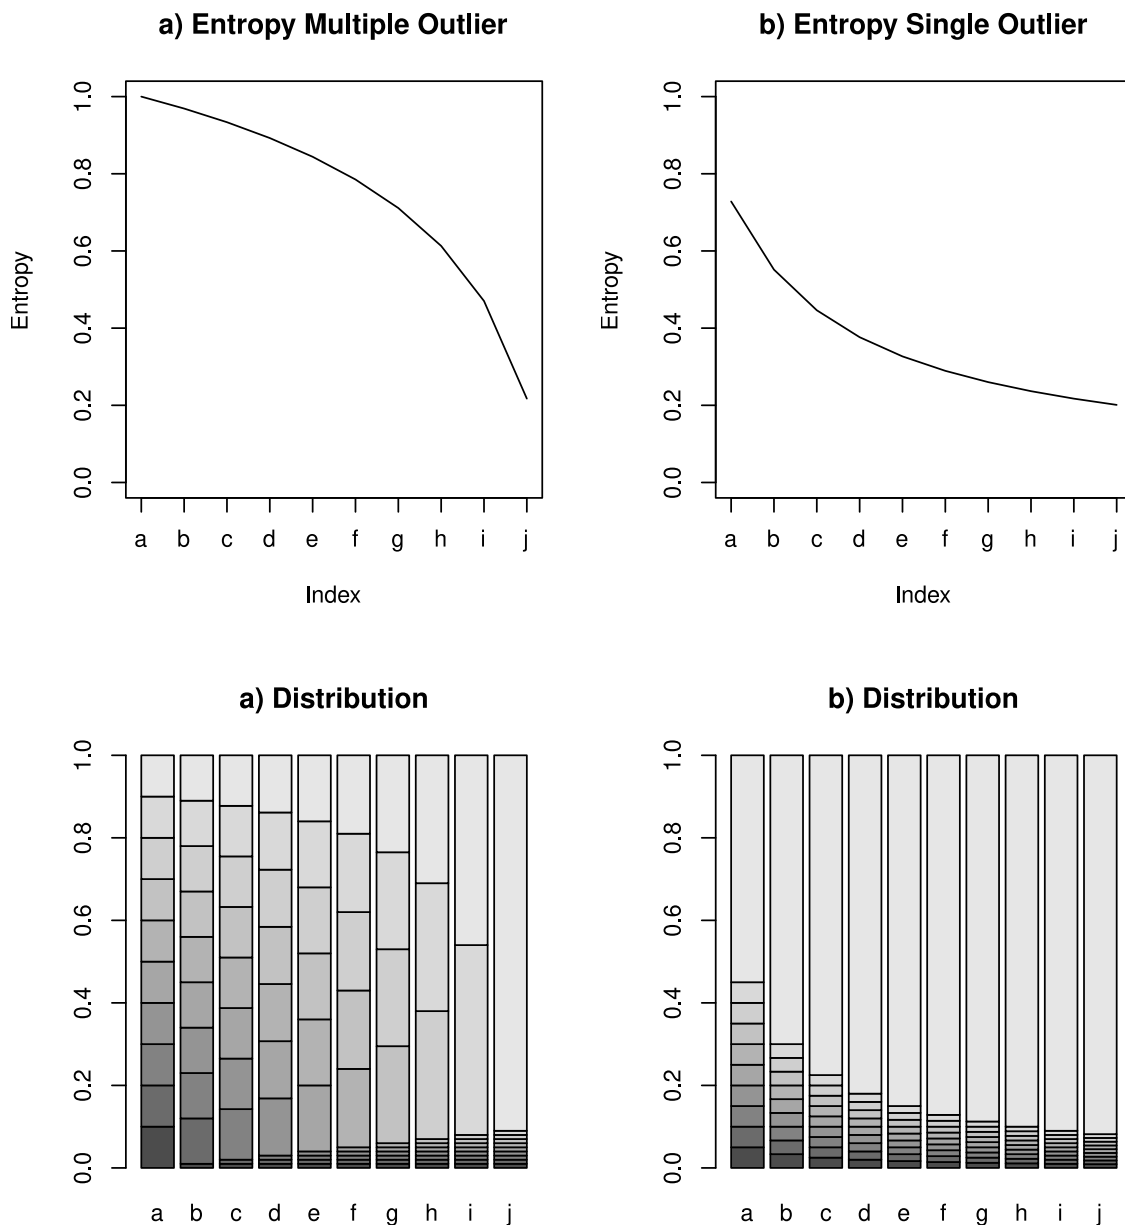 a) Entropy Multiple Outlier
Entropy
1.0
0.8
0.6
0.4
0.2
0.0
a b c d e f g h i j
Index
b) Entropy Single Outlier
Entropy
1.0
0.8
0.6
0.4
0.2
0.0
a b c d e f g h i j
Index
a) Distribution
1.0
0.8
0.6
0.4
0.2
0.0
a b c d e f g h i j
b) Distribution
1.0
0.8
0.6
0.4
0.2
0.0
a b c d e f g h i j